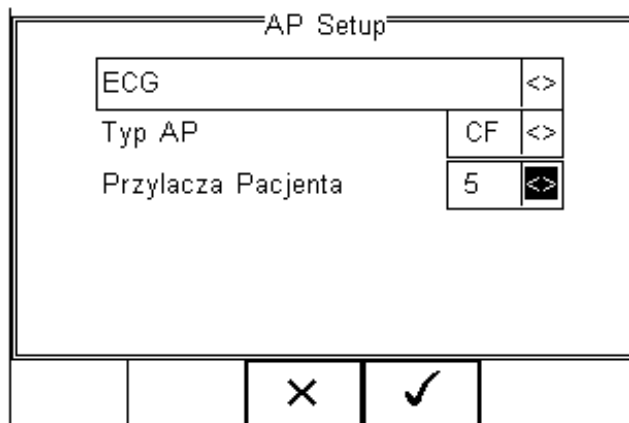 AP Setup
ECG <>
Typ AP CF <>
Przylacza Pacjenta 5 <>